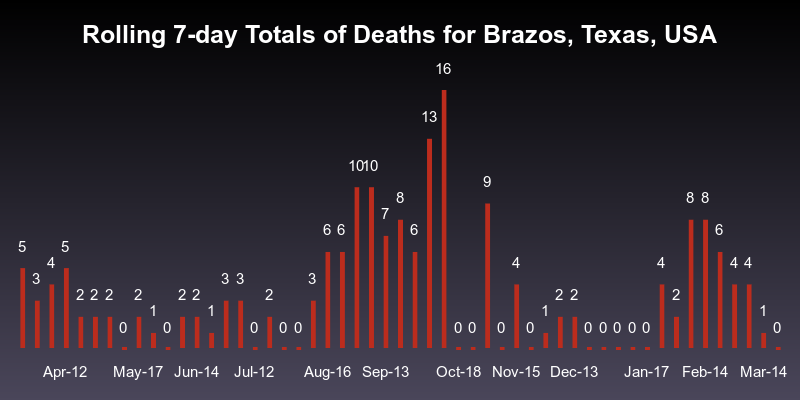 Rolling 7-day Totals of Deaths for Brazos, Texas, USA
5 3 4 5 2 2 2 0 2 1 0 2 2 1 3 3 0 2 0 0 3 6 6 10 10 7 8 6 13 16 0 0 9 0 4 0 1 2 2 0 0 0 0 0 4 2 8 8 6 4 4 1 0
Apr-12 May-17 Jun-14 Jul-12 Aug-16 Sep-13 Oct-18 Nov-15 Dec-13 Jan-17 Feb-14 Mar-14